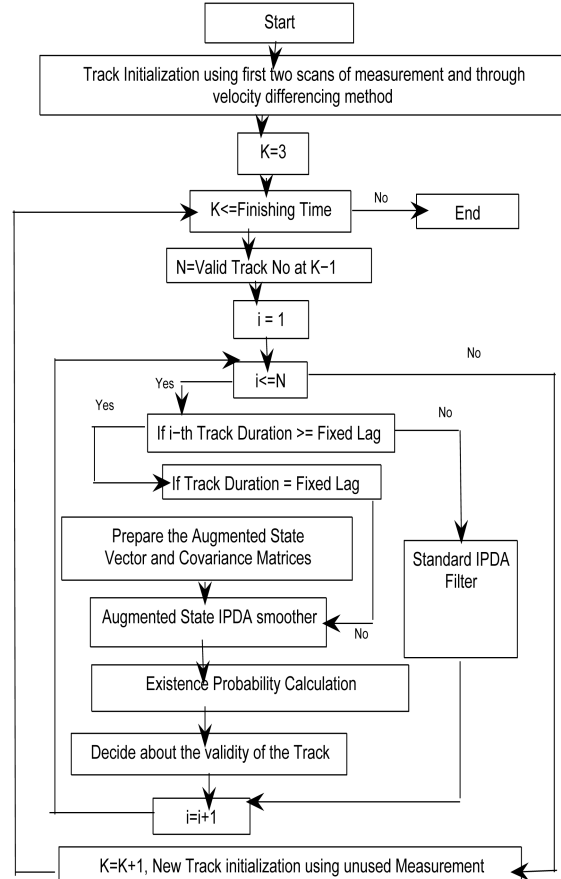 Start
Track Initialization using first two scans of measurement and through
velocity differencing method
K=3
K<=Finishing Time
No
End
N=Valid Track No at K−1
i = 1
No
i<=N
Yes
Yes
No
If i−th Track Duration >= Fixed Lag
If Track Duration = Fixed Lag
Prepare the Augmented State
Vector and Covariance Matrices
Standard IPDA
Filter
Augmented State IPDA smoother
No
Existence Probability Calculation
Decide about the validity of the Track
i=i+1
K=K+1, New Track initialization using unused Measurement